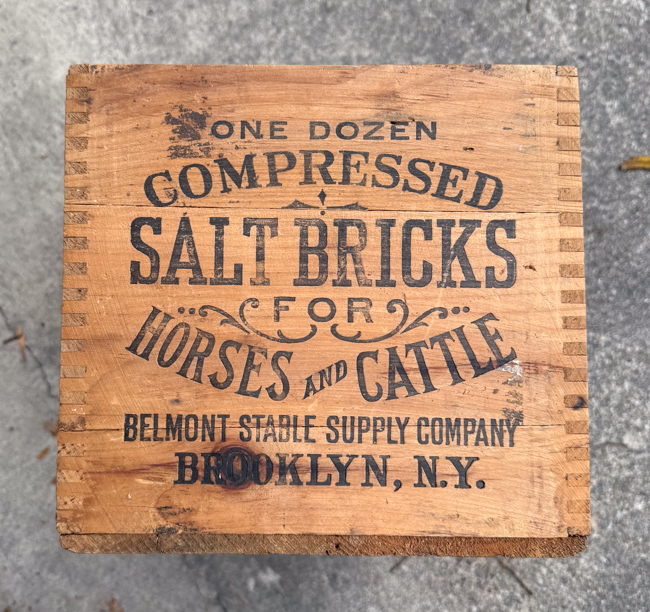 ONE DOZEN
COMPRESSED
SALT BRICKS
FOR
HORSES AND CATTLE
BELMONT STABLE SUPPLY COMPANY
BROOKLYN, N.Y.